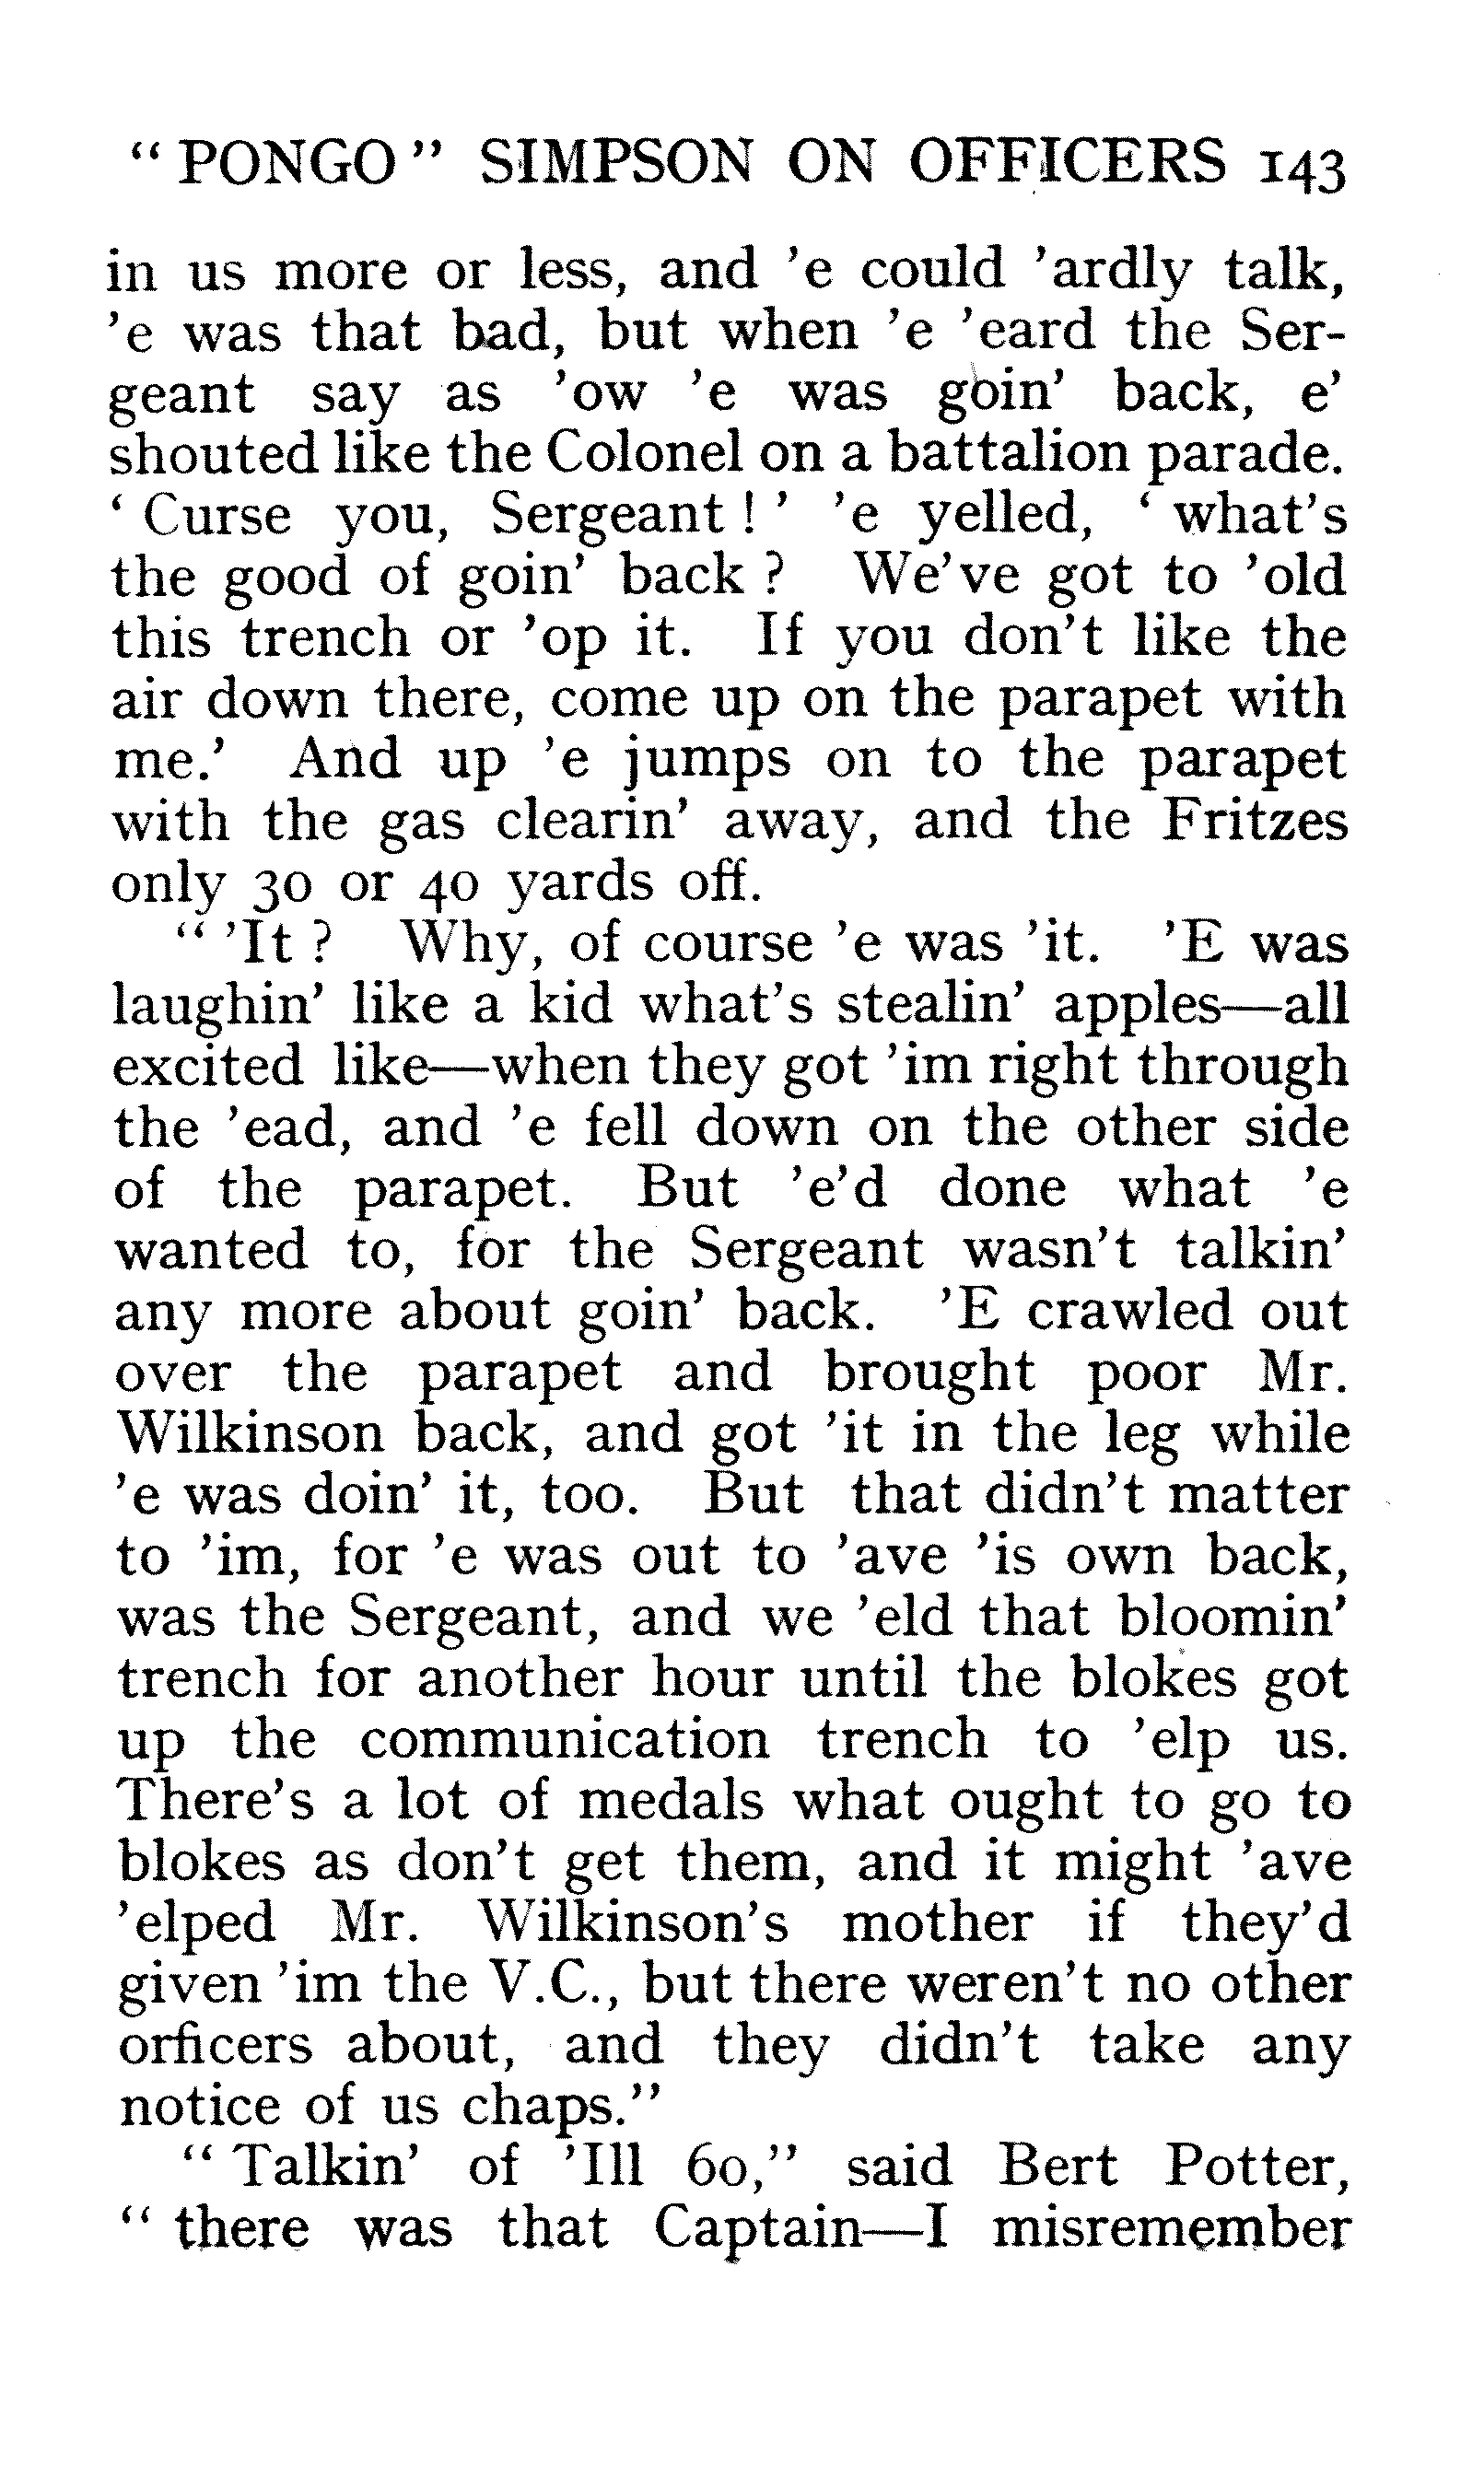 “ PONGO ” SIMPSON ON OFFICERS 143
in us more or less, and ’e could ’ardly talk,
’e was that bad, but when ’e ’eard the Ser-
geant say as ’ow ’e was goin’ back, e’
shouted like the Colonel on a battalion parade.
‘ Curse you, Sergeant ! ’ ’e yelled, ‘ what’s
the good of goin’ back ? We’ve got to ’old
this trench or ’op it. If you don’t like the
air down there, come up on the parapet with
me.’ And up ’e jumps on to the parapet
with the gas clearin’ away, and the Fritzes
only 30 or 40 yards off.
“ ’It ? Why, of course ’e was ’it. ’E was
laughin’ like a kid what’s stealin’ apples—all
excited like—when they got ’im right through
the ’ead, and ’e fell down on the other side
of the parapet. But ’e’d done what ’e
wanted to, for the Sergeant wasn’t talkin’
any more about goin’ back. ’E crawled out
over the parapet and brought poor Mr.
Wilkinson back, and got ’it in the leg while
’e was doin’ it, too. But that didn’t matter
to ’im, for ’e was out to ’ave ’is own back,
was the Sergeant, and we ’eld that bloomin’
trench for another hour until the blokes got
up the communication trench to ’elp us.
There’s a lot of medals what ought to go to
blokes as don’t get them, and it might ’ave
’elped Mr. Wilkinson’s mother if they’d
given ’im the V.C., but there weren’t no other
orficers about, and they didn’t take any
notice of us chaps.”
“ Talkin’ of ’Ill 60,” said Bert Potter,
“ there was that Captain—I misremember